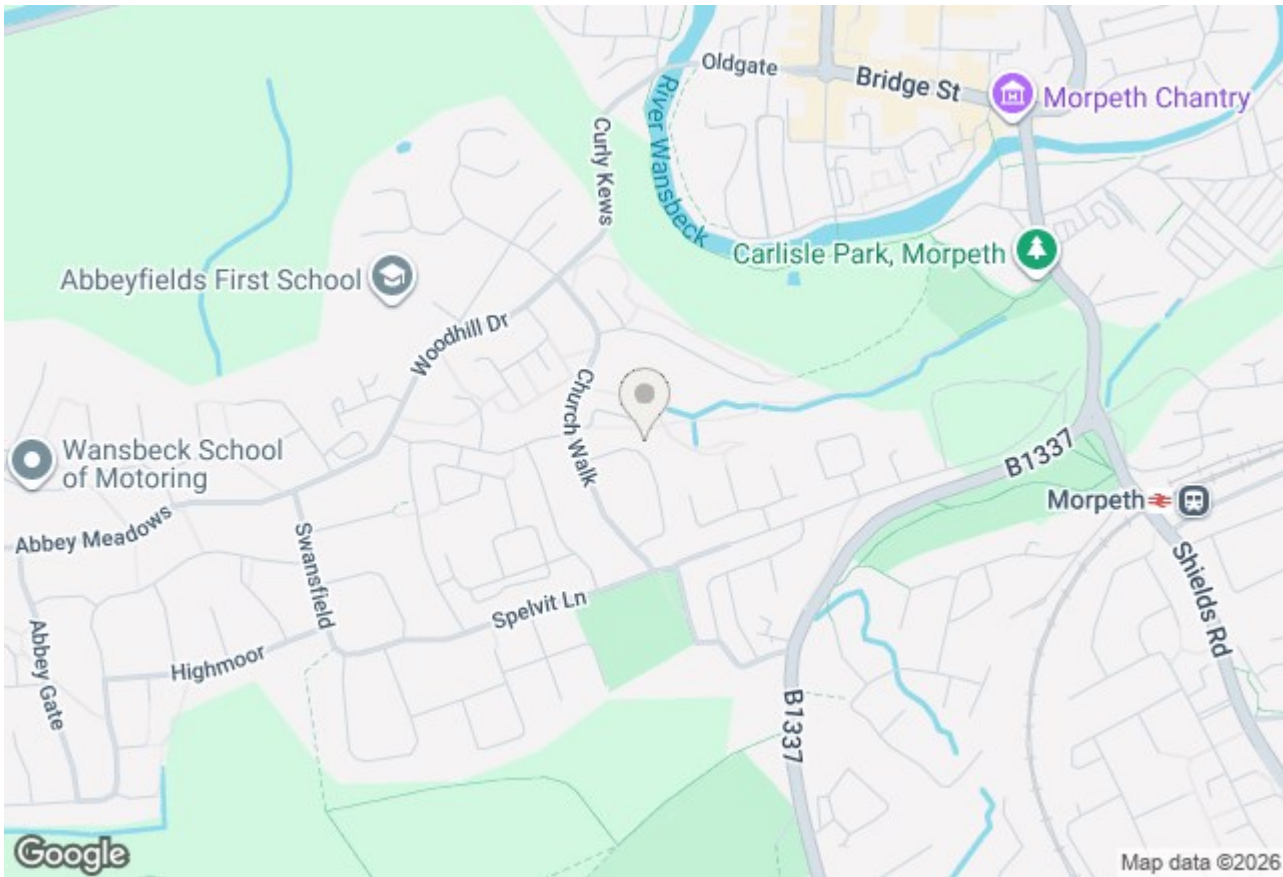 Oldgate
Bridge St
Morpeth Chantry
River Wansbeck
Curly Kews
Carlisle Park, Morpeth
Abbeyfields First School
Woodhill Dr
Church Walk
Wansbeck School
of Motoring
B1337
Morpeth
Abbey Meadows
Swansfield
Shields Rd
Spelvit Ln
Highmoor
Abbey Gate
B1337
Google
Map data ©2026